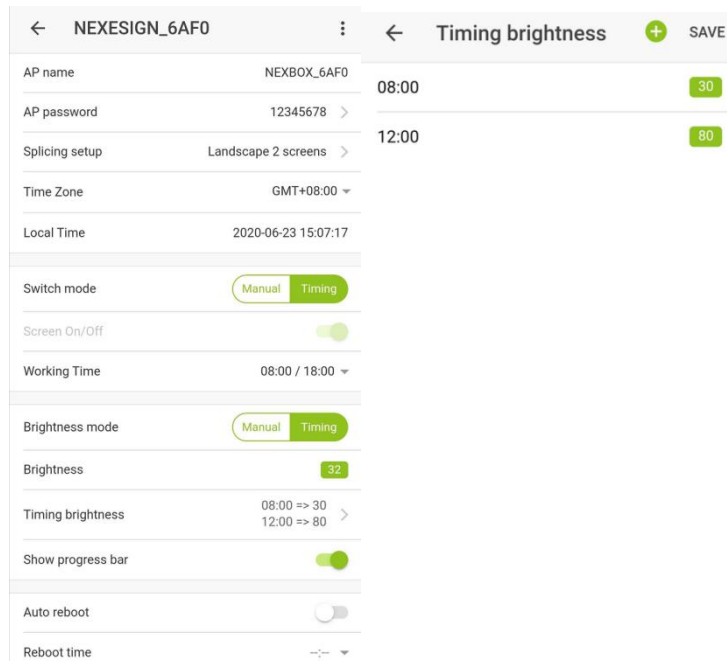 NEXESIGN_6AF0
AP name NEXBOX_6AF0
AP password 12345678
Splicing setup Landscape 2 screens
Time Zone GMT+08:00
Local Time 2020-06-23 15:07:17
Switch mode Manual Timing
Screen On/Off
Working Time 08:00 / 18:00
Brightness mode Manual Timing
Brightness 32
Timing brightness 08:00 => 30
12:00 => 80
Show progress bar
Auto reboot
Reboot time --:--
Timing brightness SAVE
08:00 30
12:00 80